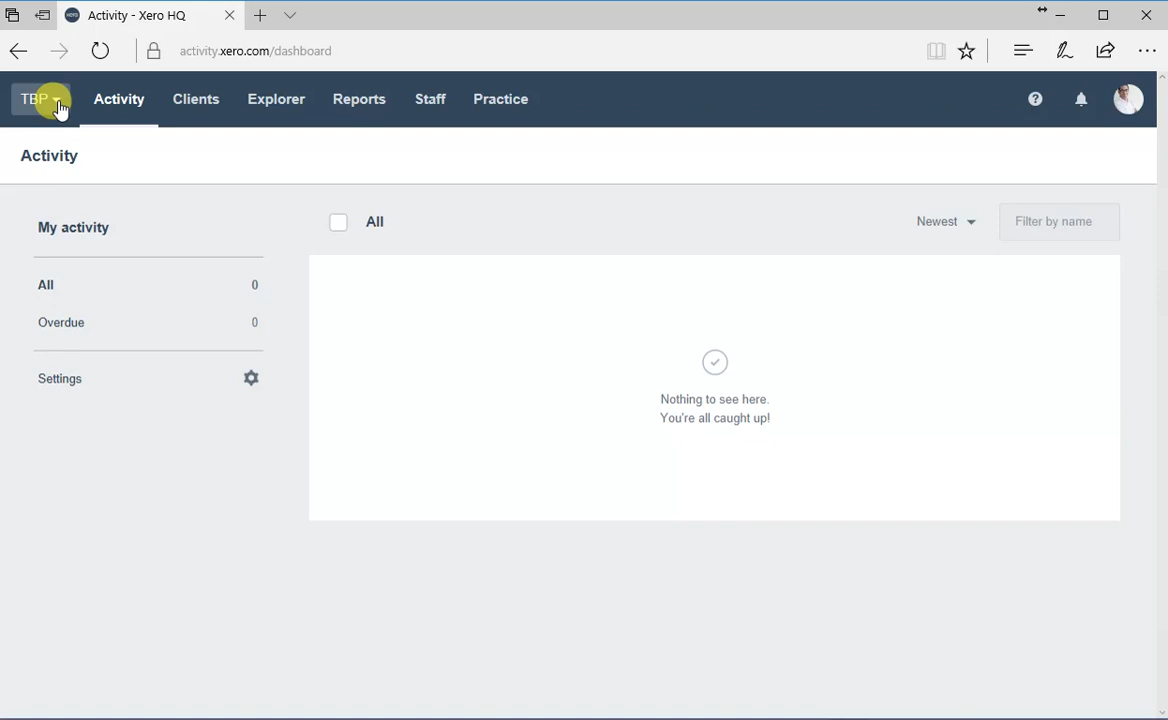 Activity - Xero HQ
activity.xero.com/dashboard
TBP Activity Clients Explorer Reports Staff Practice
Activity
My activity
All 0
Overdue 0
Settings
All Newest Filter by name
Nothing to see here.
You're all caught up!